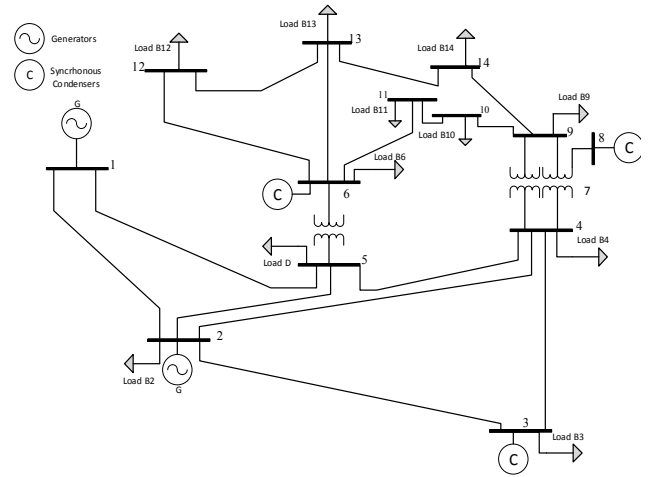 Load B13
Generators
13
Load B12
Load B14
14
12
C
Syncrhonous
Condensers
11
Load B9
G
Load B11
10
Load B10
9
8
C
1
Load B6
C
6
7
4
Load D
5
Load B4
2
Load B2
G
3
Load B3
C